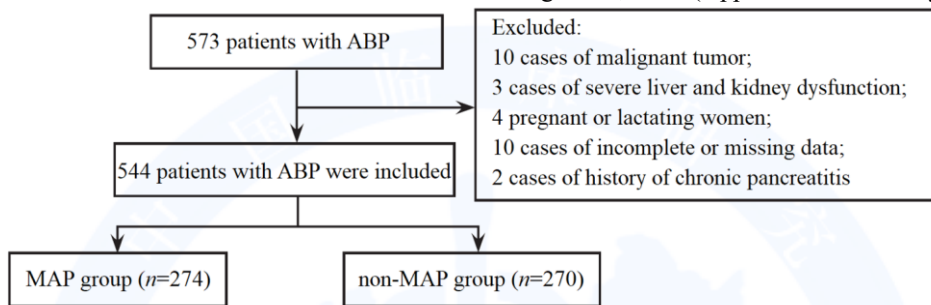 573 patients with ABP
Excluded:
10 cases of malignant tumor;
3 cases of severe liver and kidney dysfunction;
4 pregnant or lactating women;
10 cases of incomplete or missing data;
2 cases of history of chronic pancreatitis
544 patients with ABP were included
MAP group (n=274)
non-MAP group (n=270)